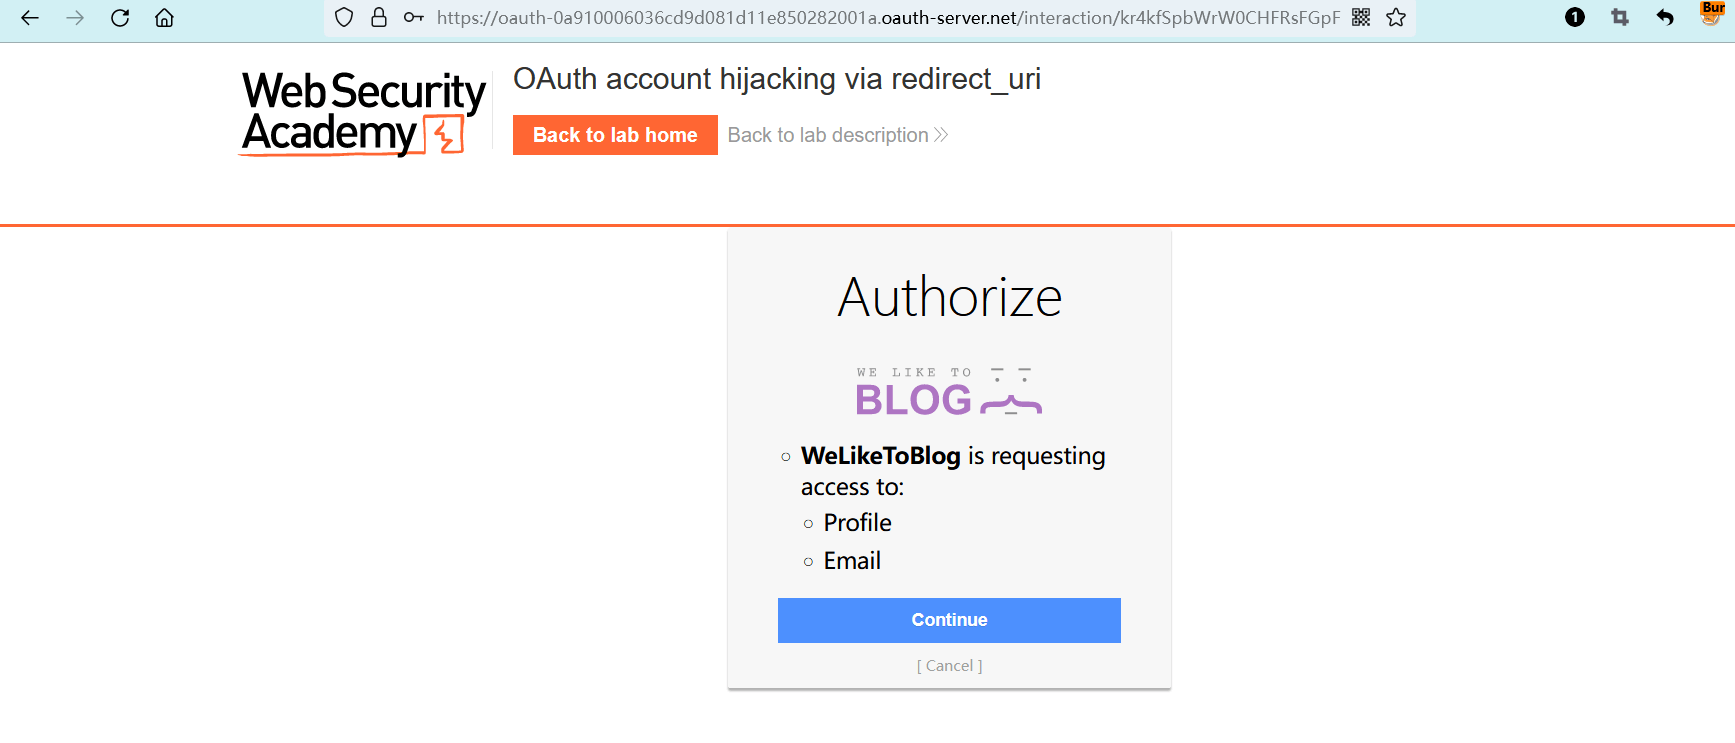 https://oauth-0a910006036cd9d081d11e850282001a.oauth-server.net/interaction/kr4kfSpbWrW0CHFRsFGpF
1
Bur
WebSecurity
Academy
OAuth account hijacking via redirect_uri
Back to lab home
Back to lab description
Authorize
WE LIKE TO
BLOG
WeLikeToBlog is requesting
access to:
Profile
Email
Continue
[ Cancel ]